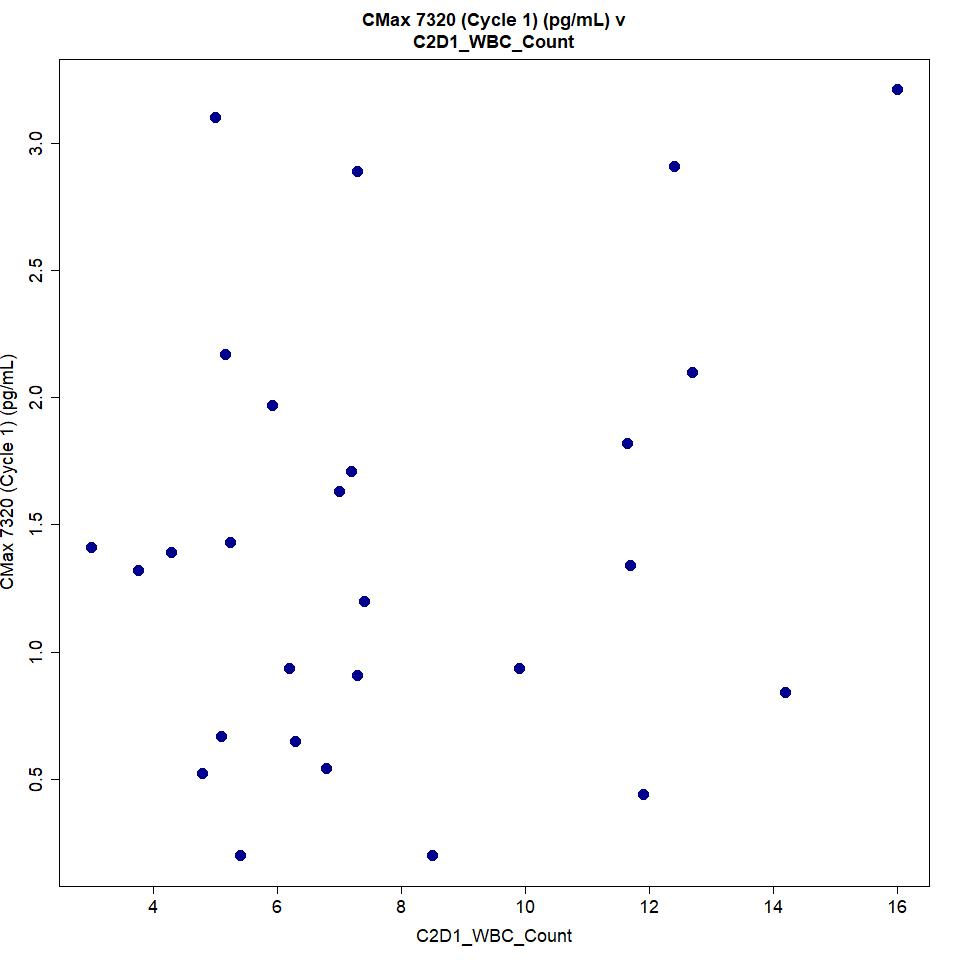 CMax 7320 (Cycle 1) (pg/mL) v
C2D1_WBC_Count
3.0
2.5
2.0
1.5
1.0
0.5
CMax 7320 (Cycle 1) (pg/mL)
4 6 8 10 12 14 16
C2D1_WBC_Count